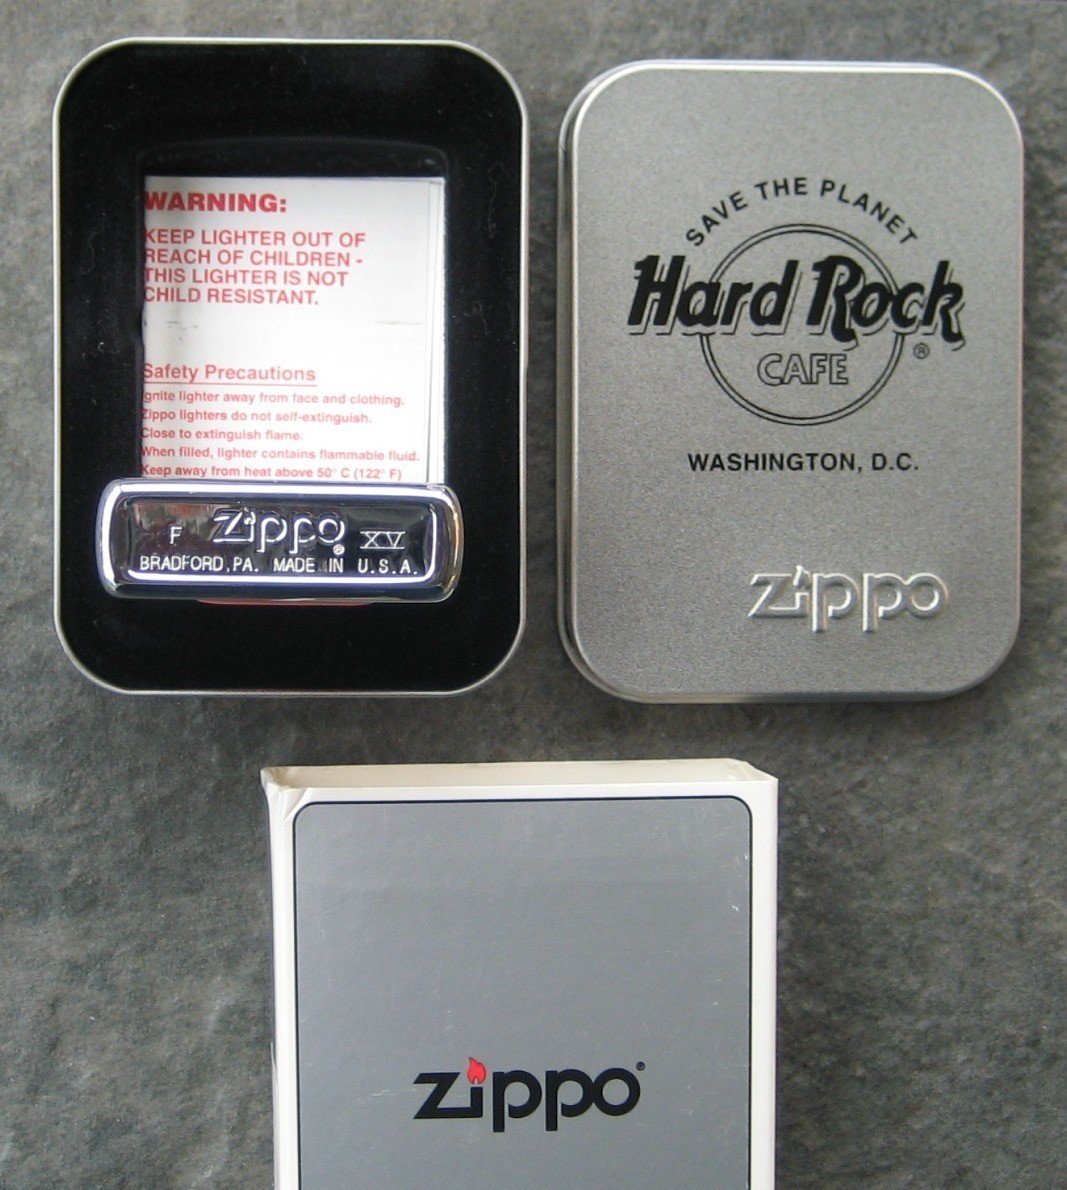 WARNING:
KEEP LIGHTER OUT OF
REACH OF CHILDREN -
THIS LIGHTER IS NOT
CHILD RESISTANT.
Safety Precautions
Ignite lighter away from face and clothing.
Zippo lighters do not self-extinguish.
Close to extinguish flame.
When filled, lighter contains flammable fluid.
Keep away from heat above 50° C (122° F)
F Zippo® XV
BRADFORD, PA. MADE IN U.S.A.
SAVE THE PLANET
Hard Rock
CAFE ®
WASHINGTON, D.C.
Zippo
Zippo®